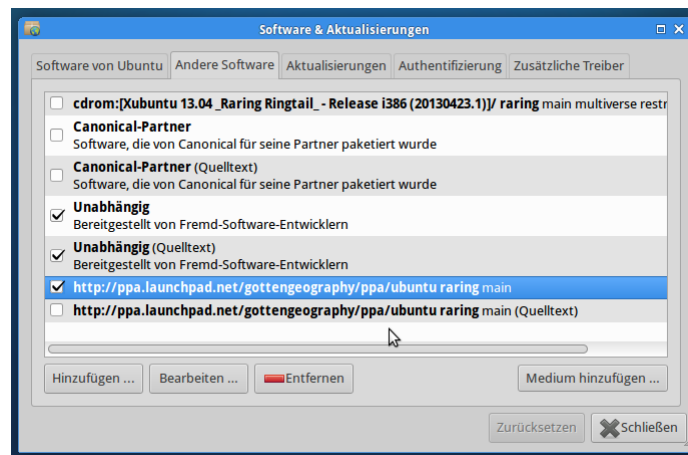 Software & Aktualisierungen
Software von Ubuntu Andere Software Aktualisierungen Authentifizierung Zusätzliche Treiber
cdrom:[Xubuntu 13.04 _Raring Ringtail_ - Release i386 (20130423.1)]/ raring main multiverse restr
Canonical-Partner
Software, die von Canonical für seine Partner paketiert wurde
Canonical-Partner (Quelltext)
Software, die von Canonical für seine Partner paketiert wurde
Unabhängig
Bereitgestellt von Fremd-Software-Entwicklern
Unabhängig (Quelltext)
Bereitgestellt von Fremd-Software-Entwicklern
http://ppa.launchpad.net/gottengeography/ppa/ubuntu raring main
http://ppa.launchpad.net/gottengeography/ppa/ubuntu raring main (Quelltext)
Hinzufügen ... Bearbeiten ... Entfernen Medium hinzufügen ...
Zurücksetzen Schließen